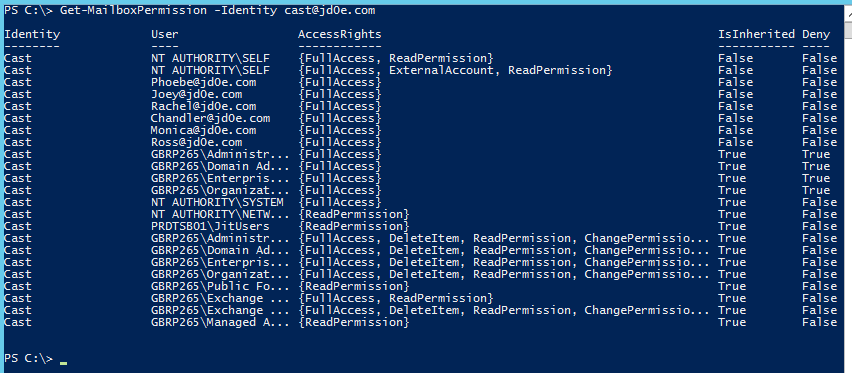 PS C:\> Get-MailboxPermission -Identity cast@jdOe.com
Identity User AccessRights IsInherited Deny
-------- ---- ------------ ----------- ----
Cast NT AUTHORITY\SELF {FullAccess, ReadPermission} False False
Cast NT AUTHORITY\SELF {FullAccess, ExternalAccount, ReadPermission} False False
Cast Phoebe@jdOe.com {FullAccess} False False
Cast Joey@jdOe.com {FullAccess} False False
Cast Rachel@jdOe.com {FullAccess} False False
Cast Chandler@jdOe.com {FullAccess} False False
Cast Monica@jdOe.com {FullAccess} False False
Cast Ross@jdOe.com {FullAccess} False False
Cast GBRP265\Administr... {FullAccess} True True
Cast GBRP265\Domain Ad... {FullAccess} True True
Cast GBRP265\Enterpris... {FullAccess} True True
Cast GBRP265\Organizat... {FullAccess} True True
Cast NT AUTHORITY\SYSTEM {FullAccess} True False
Cast NT AUTHORITY\NETW... {ReadPermission} True False
Cast PRDTSB01\JitUsers {ReadPermission} True False
Cast GBRP265\Administr... {FullAccess, DeleteItem, ReadPermission, ChangePermissio... True False
Cast GBRP265\Domain Ad... {FullAccess, DeleteItem, ReadPermission, ChangePermissio... True False
Cast GBRP265\Enterpris... {FullAccess, DeleteItem, ReadPermission, ChangePermissio... True False
Cast GBRP265\Organizat... {FullAccess, DeleteItem, ReadPermission, ChangePermissio... True False
Cast GBRP265\Public Fo... {ReadPermission} True False
Cast GBRP265\Exchange ... {FullAccess, ReadPermission} True False
Cast GBRP265\Exchange ... {FullAccess, DeleteItem, ReadPermission, ChangePermissio... True False
Cast GBRP265\Managed A... {ReadPermission} True False
PS C:\>